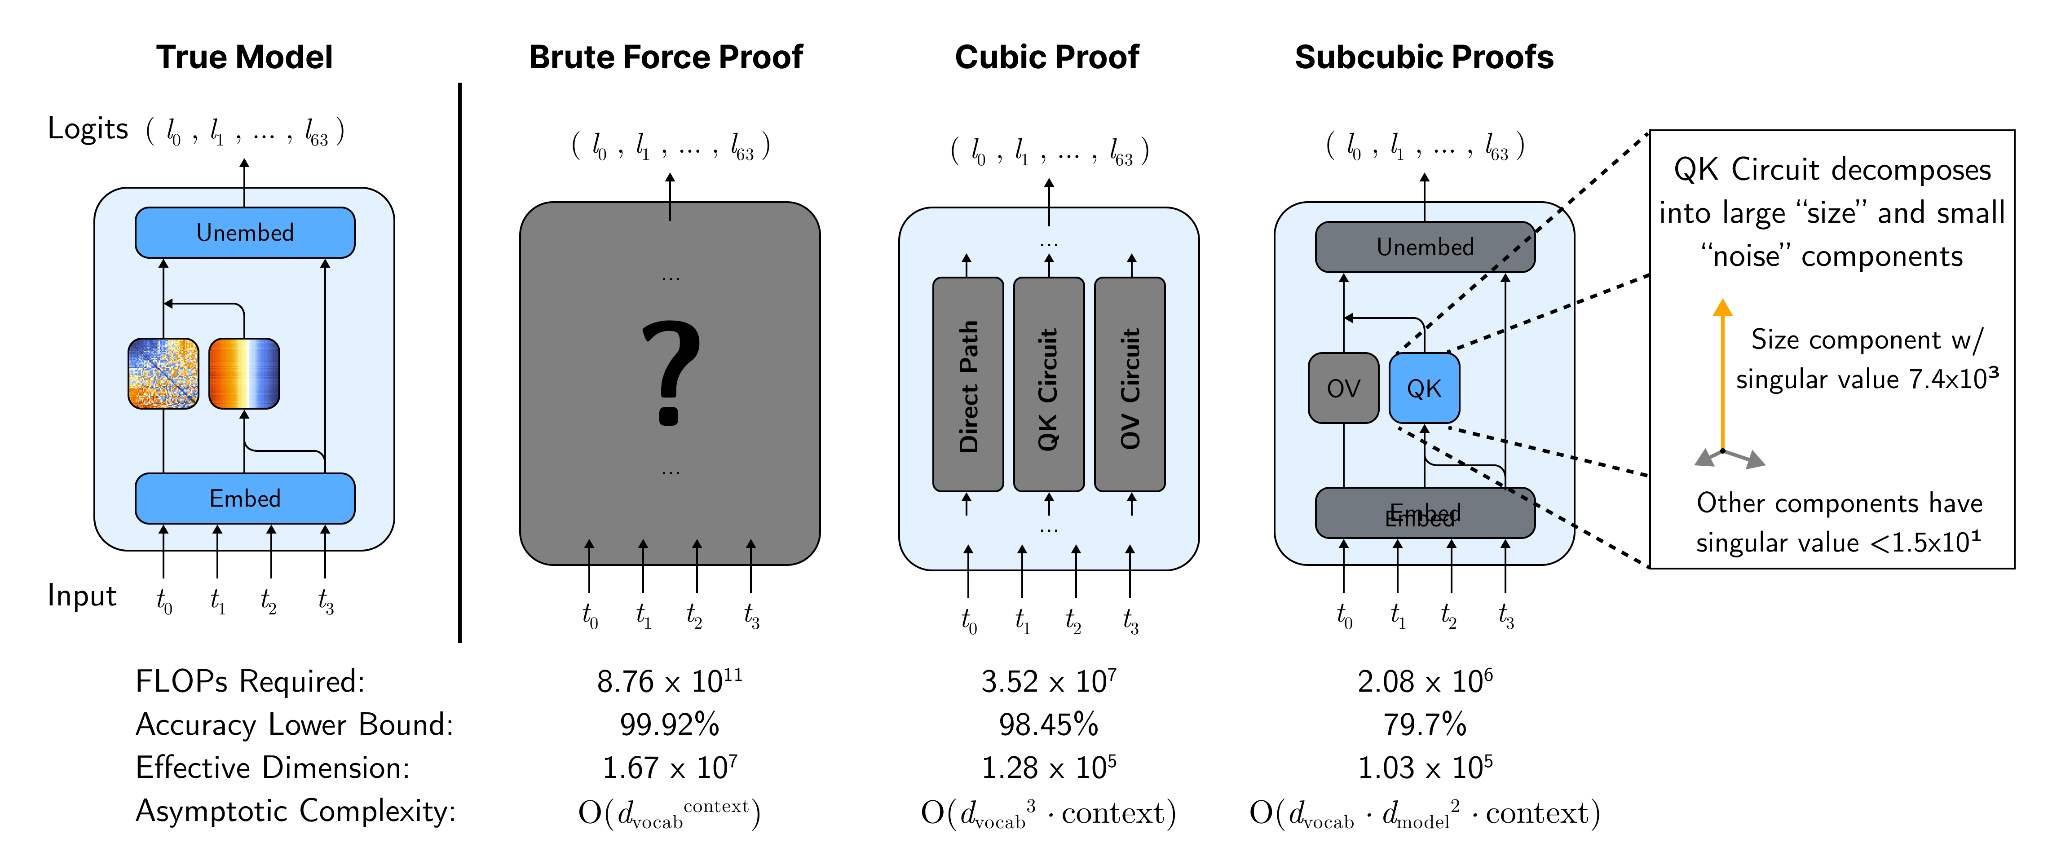 True Model
Brute Force Proof
Cubic Proof
Subcubic Proofs
Logits ( l₀ , l₁ , ... , l₆₃ )
Unembed
Embed
Input t₀ t₁ t₂ t₃
( l₀ , l₁ , ... , l₆₃ )
...
?
...
t₀ t₁ t₂ t₃
( l₀ , l₁ , ... , l₆₃ )
...
Direct Path
QK Circuit
OV Circuit
...
t₀ t₁ t₂ t₃
( l₀ , l₁ , ... , l₆₃ )
Unembed
OV QK
Embed
Embed
t₀ t₁ t₂ t₃
QK Circuit decomposes
into large “size” and small
“noise” components
Size component w/
singular value 7.4x10³
Other components have
singular value <1.5x10¹
FLOPs Required: 8.76 x 10¹¹ 3.52 x 10⁷ 2.08 x 10⁶
Accuracy Lower Bound: 99.92% 98.45% 79.7%
Effective Dimension: 1.67 x 10⁷ 1.28 x 10⁵ 1.03 x 10⁵
Asymptotic Complexity: O(d_vocab^context) O(d_vocab³ · context) O(d_vocab · d_model² · context)